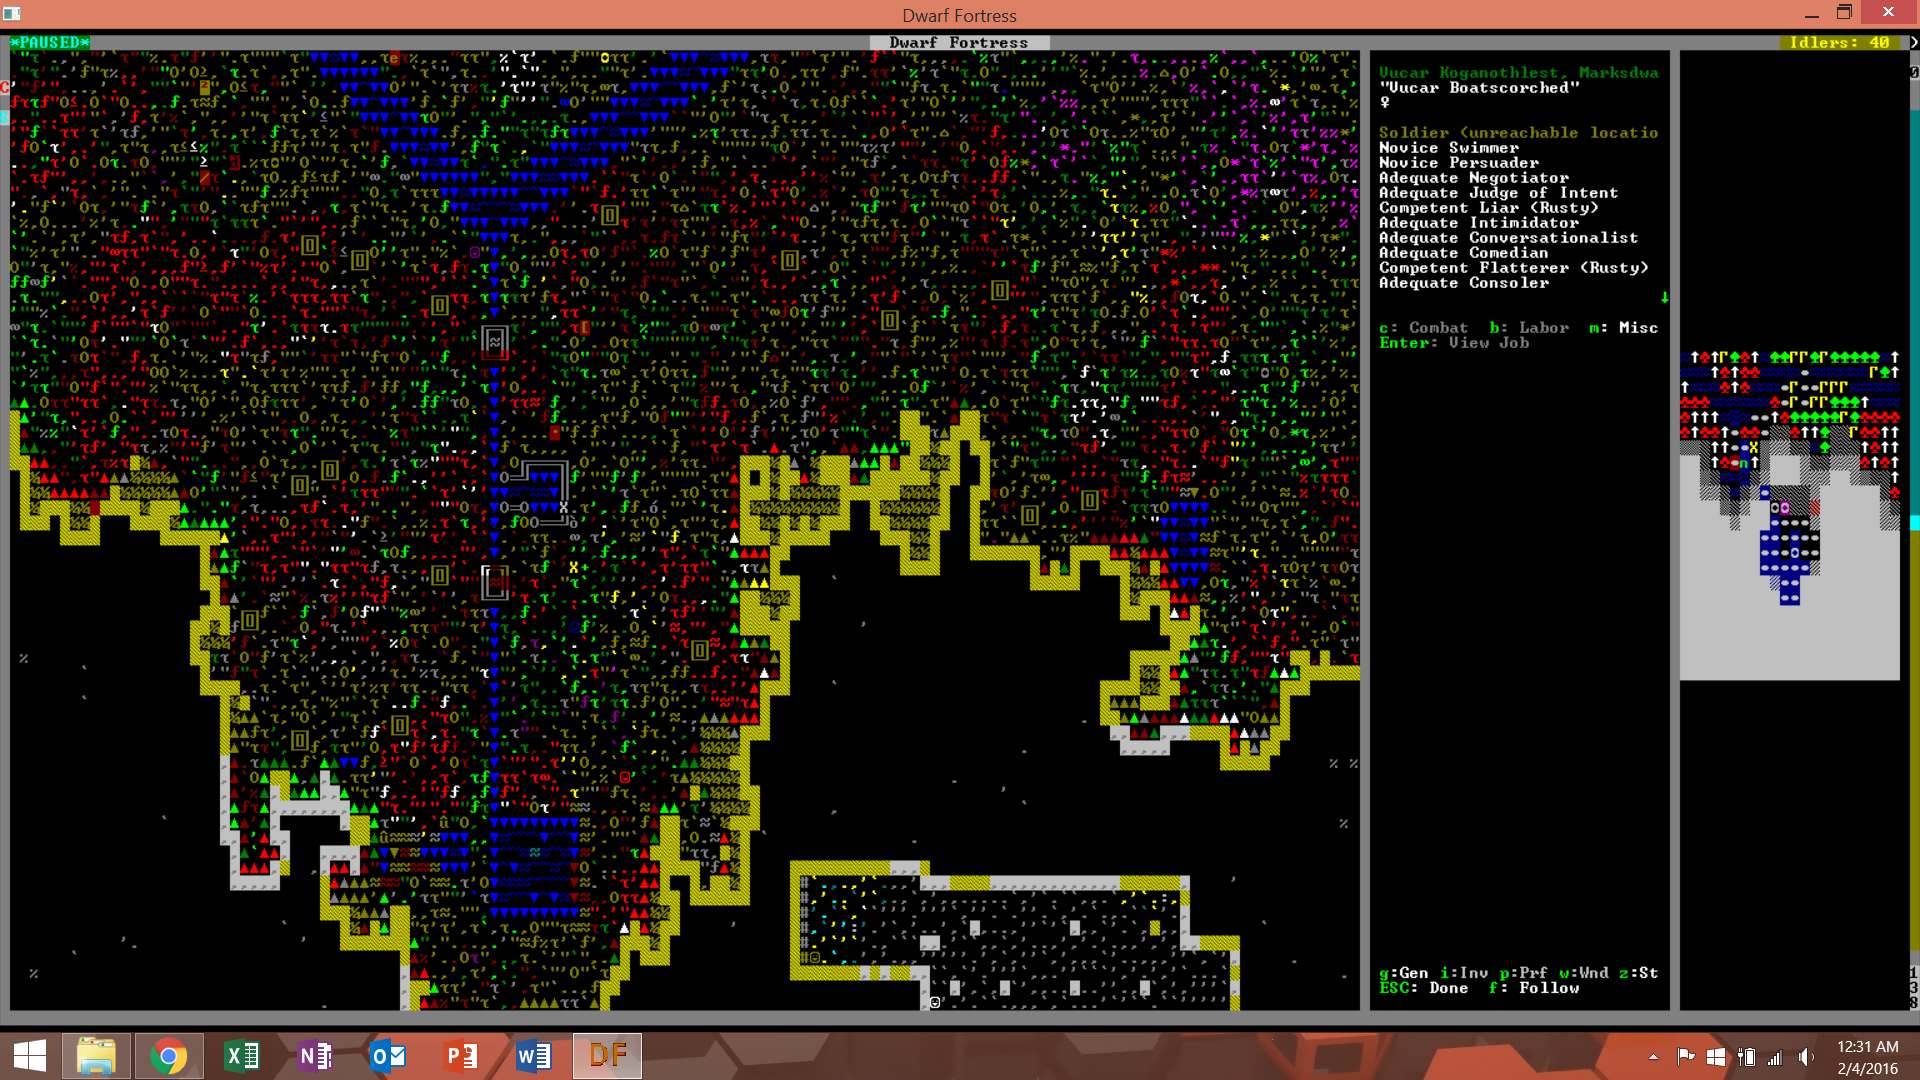 Dwarf Fortress
*PAUSED*
Dwarf Fortress
Idlers: 40
Vucar Koganothlest, Marksdwa
"Vucar Boatscorched"
♀
Soldier (unreachable locatio
Novice Swimmer
Novice Persuader
Adequate Negotiator
Adequate Judge of Intent
Competent Liar (Rusty)
Adequate Intimidator
Adequate Conversationalist
Adequate Comedian
Competent Flatterer (Rusty)
Adequate Consoler
c: Combat b: Labor m: Misc
Enter: View Job
g:Gen i:Inv p:Prf w:Wnd z:St
ESC: Done f: Follow
DF
12:31 AM
2/4/2016